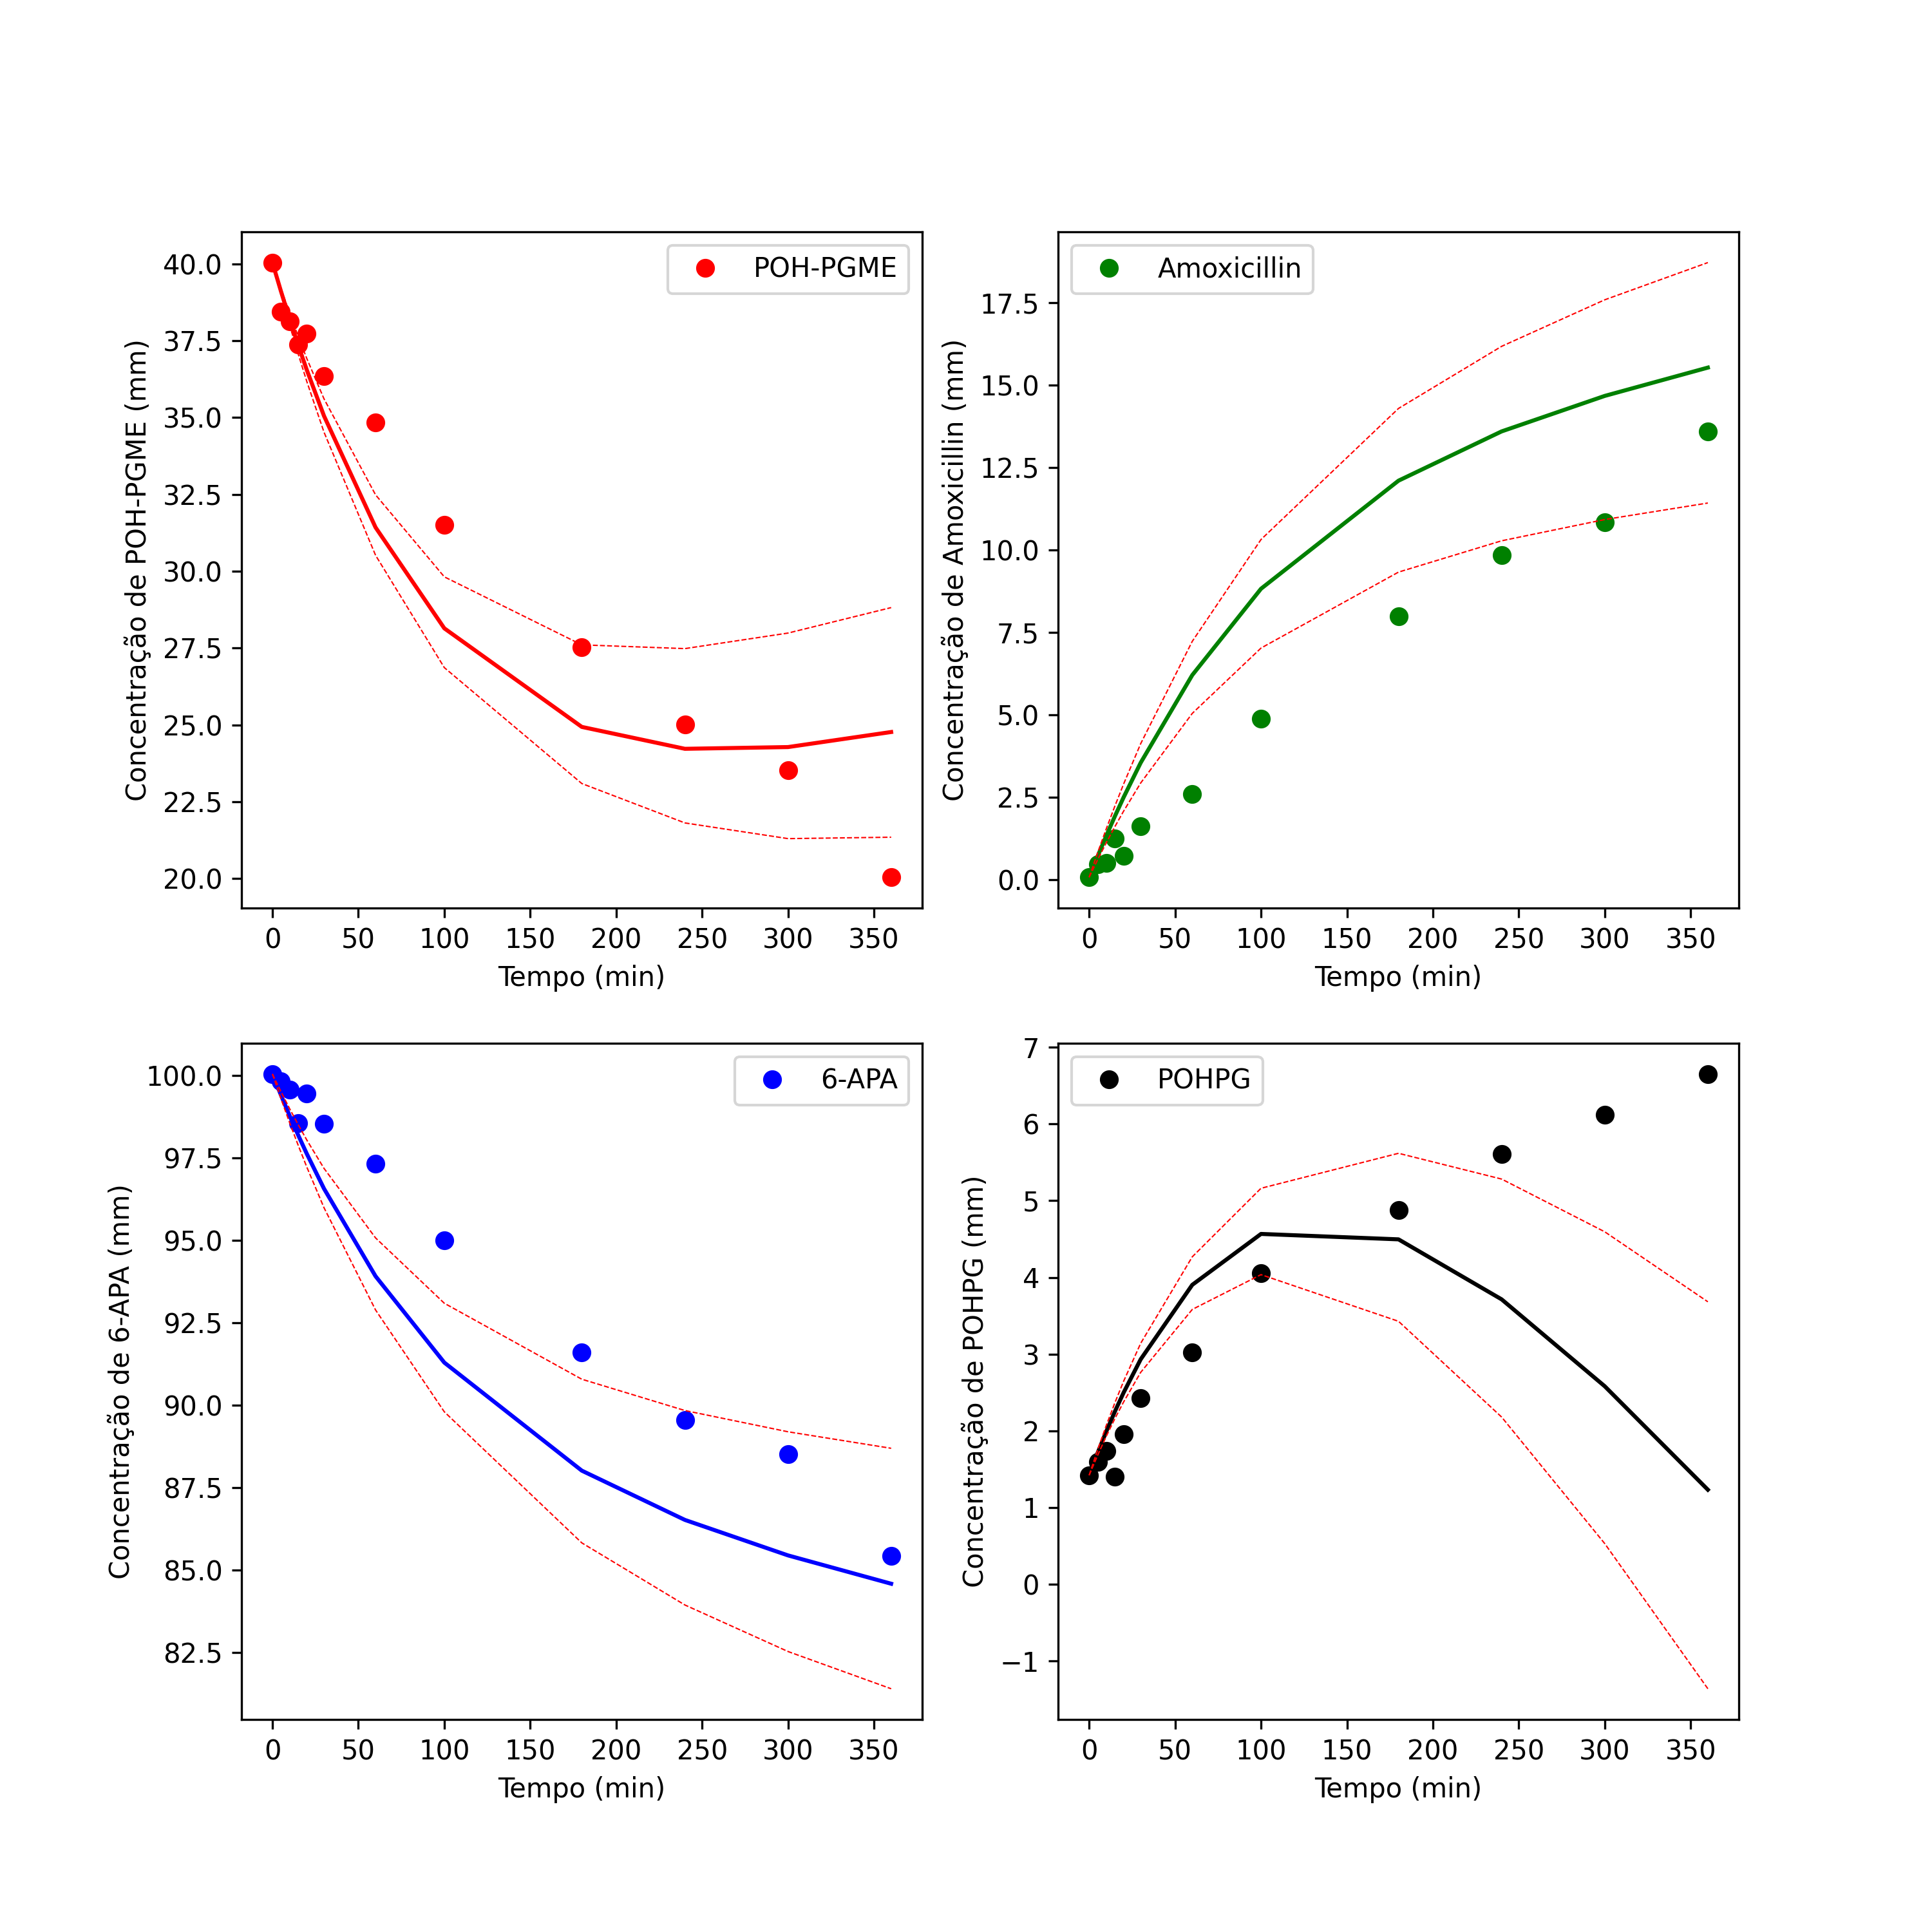 POH-PGME
Concentração de POH-PGME (mm)
40.0
37.5
35.0
32.5
30.0
27.5
25.0
22.5
20.0
0 50 100 150 200 250 300 350
Tempo (min)
Amoxicillin
Concentração de Amoxicillin (mm)
17.5
15.0
12.5
10.0
7.5
5.0
2.5
0.0
0 50 100 150 200 250 300 350
Tempo (min)
6-APA
Concentração de 6-APA (mm)
100.0
97.5
95.0
92.5
90.0
87.5
85.0
82.5
0 50 100 150 200 250 300 350
Tempo (min)
POHPG
Concentração de POHPG (mm)
7
6
5
4
3
2
1
0
−1
0 50 100 150 200 250 300 350
Tempo (min)